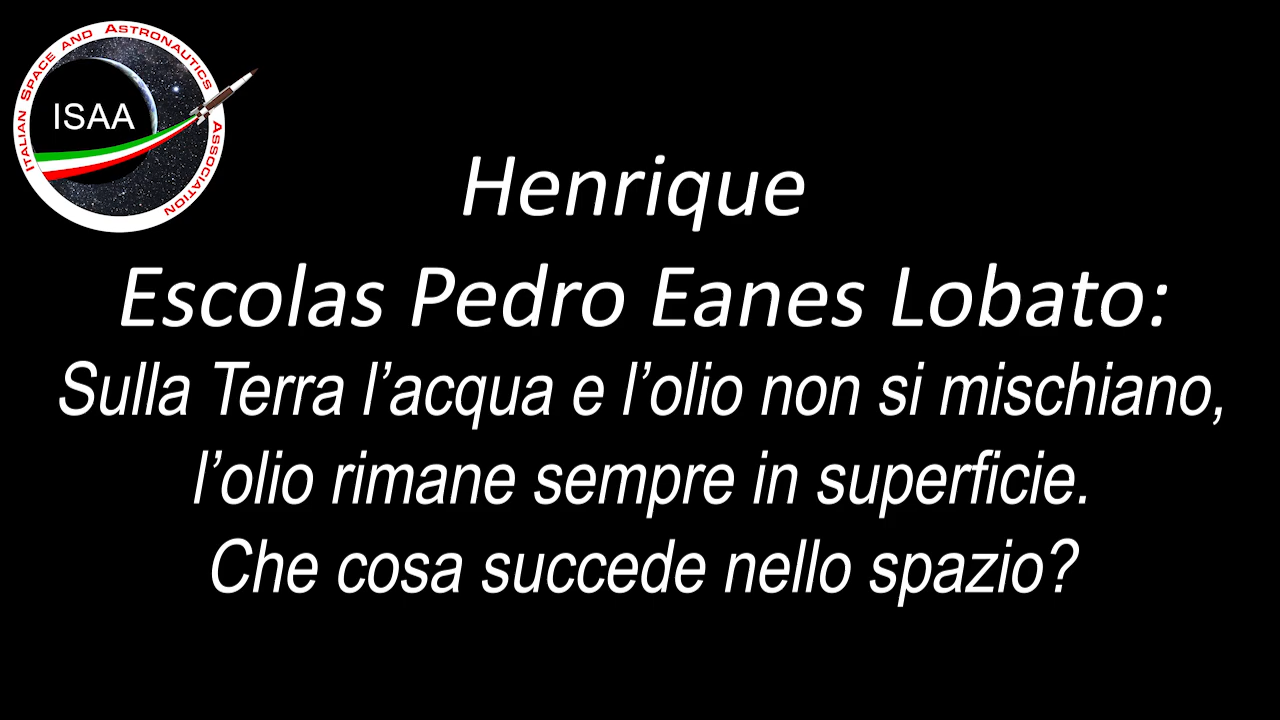 ITALIAN SPACE AND ASTRONAUTICS ASSOCIATION
ISAA
Henrique
Escolas Pedro Eanes Lobato:
Sulla Terra l’acqua e l’olio non si mischiano,
l’olio rimane sempre in superficie.
Che cosa succede nello spazio?